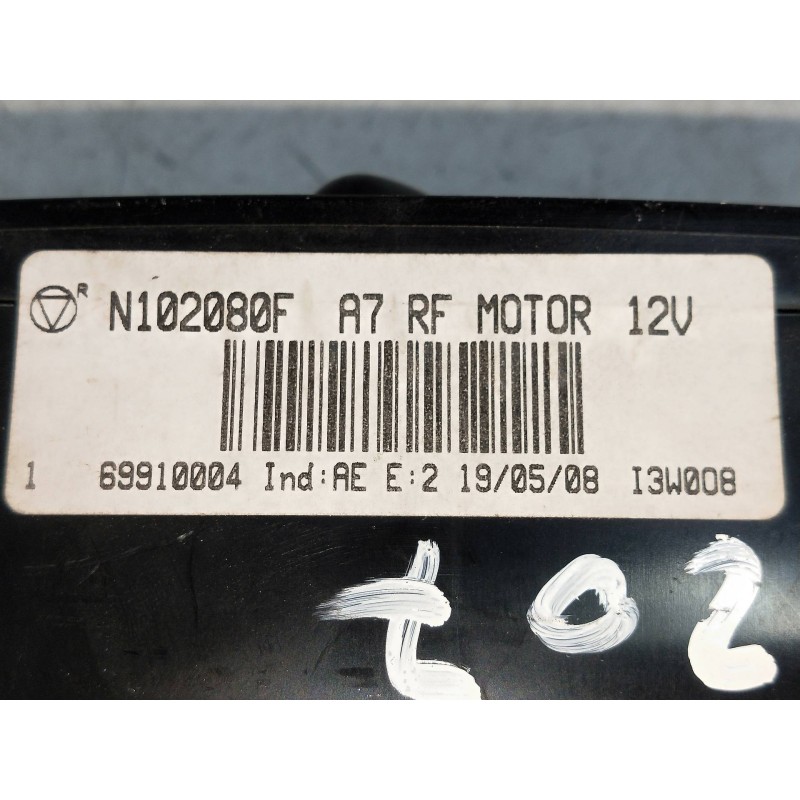 R N102080F A7 RF MOTOR 12V
1 69910004 Ind:AE E:2 19/05/08 I3W008